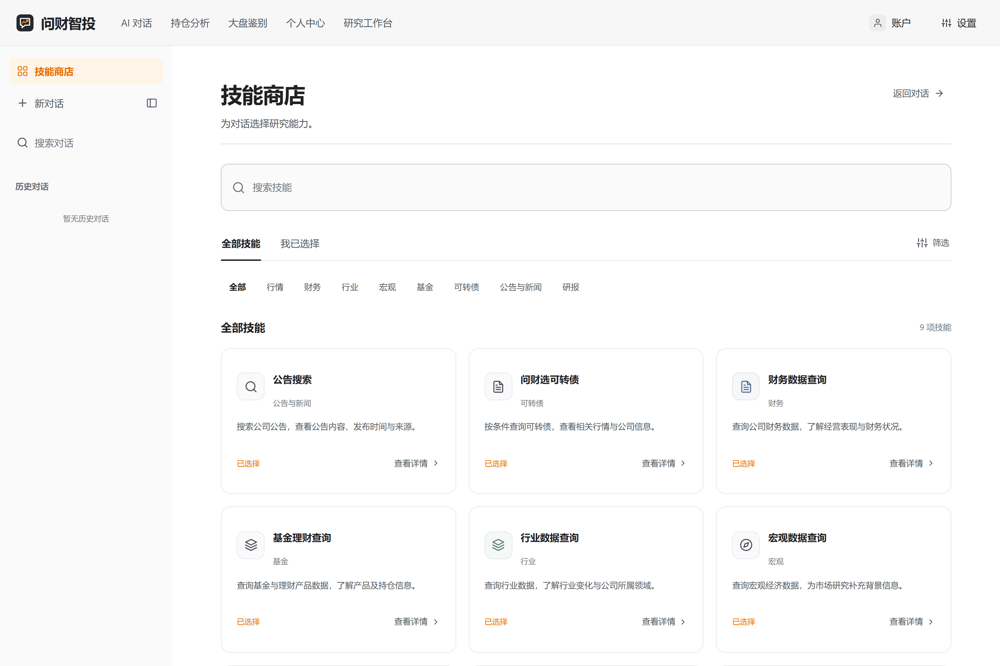 问财智投 AI 对话 持仓分析 大盘鉴别 个人中心 研究工作台 账户 设置
技能商店
新对话
搜索对话
历史对话
暂无历史对话
技能商店
返回对话
为对话选择研究能力。
搜索技能
全部技能 我已选择 筛选
全部 行情 财务 行业 宏观 基金 可转债 公告与新闻 研报
全部技能 9 项技能
公告搜索
公告与新闻
搜索公司公告，查看公告内容、发布时间与来源。
已选择 查看详情
问财选可转债
可转债
按条件查询可转债，查看相关行情与公司信息。
已选择 查看详情
财务数据查询
财务
查询公司财务数据，了解经营表现与财务状况。
已选择 查看详情
基金理财查询
基金
查询基金与理财产品数据，了解产品及持仓信息。
已选择 查看详情
行业数据查询
行业
查询行业数据，了解行业变化与公司所属领域。
已选择 查看详情
宏观数据查询
宏观
查询宏观经济数据，为市场研究补充背景信息。
已选择 查看详情